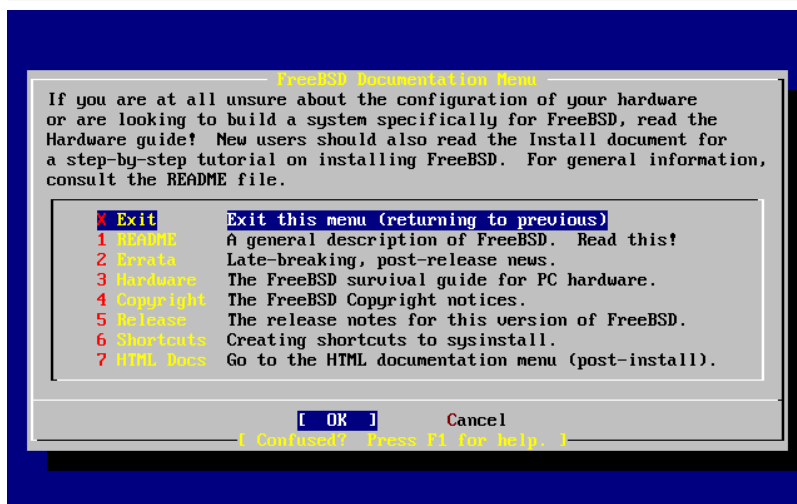 FreeBSD Documentation Menu
If you are at all unsure about the configuration of your hardware
or are looking to build a system specifically for FreeBSD, read the
Hardware guide!  New users should also read the Install document for
a step-by-step tutorial on installing FreeBSD.  For general information,
consult the README file.
X Exit Exit this menu (returning to previous)
1 README A general description of FreeBSD.  Read this!
2 Errata Late-breaking, post-release news.
3 Hardware The FreeBSD survival guide for PC hardware.
4 Copyright The FreeBSD Copyright notices.
5 Release The release notes for this version of FreeBSD.
6 Shortcuts Creating shortcuts to sysinstall.
7 HTML Docs Go to the HTML documentation menu (post-install).
[ OK ] Cancel
[ Confused?  Press F1 for help. ]